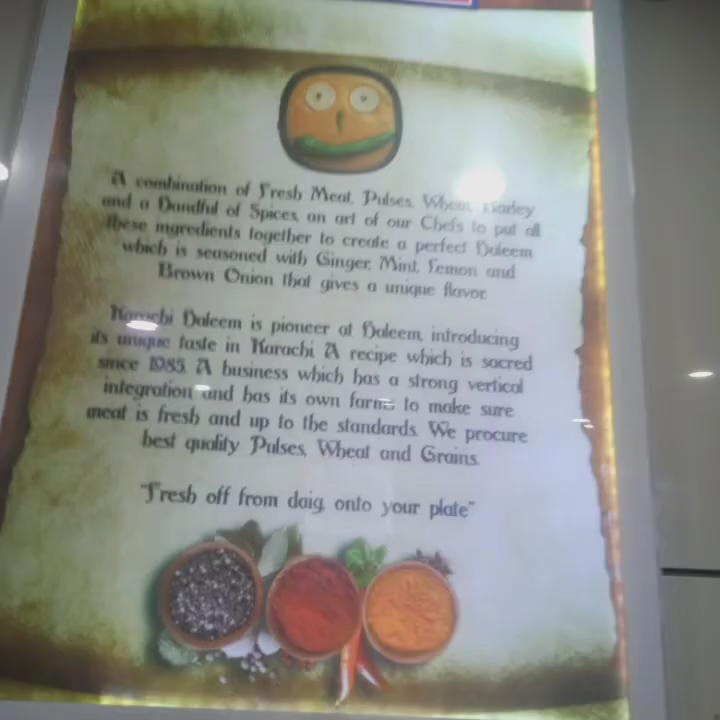 A combination of Fresh Meat, Pulses, Wheat, Barley
and a Handful of Spices, an art of our Chefs to put all
these ingredients together to create a perfect Haleem
which is seasoned with Ginger, Mint, Lemon and
Brown Onion that gives a unique flavor.
Karachi Haleem is pioneer at Haleem, introducing
its unique taste in Karachi. A recipe which is sacred
since 1985. A business which has a strong vertical
integration and has its own farms to make sure
meat is fresh and up to the standards. We procure
best quality Pulses, Wheat and Grains.
"Fresh off from daig, onto your plate"